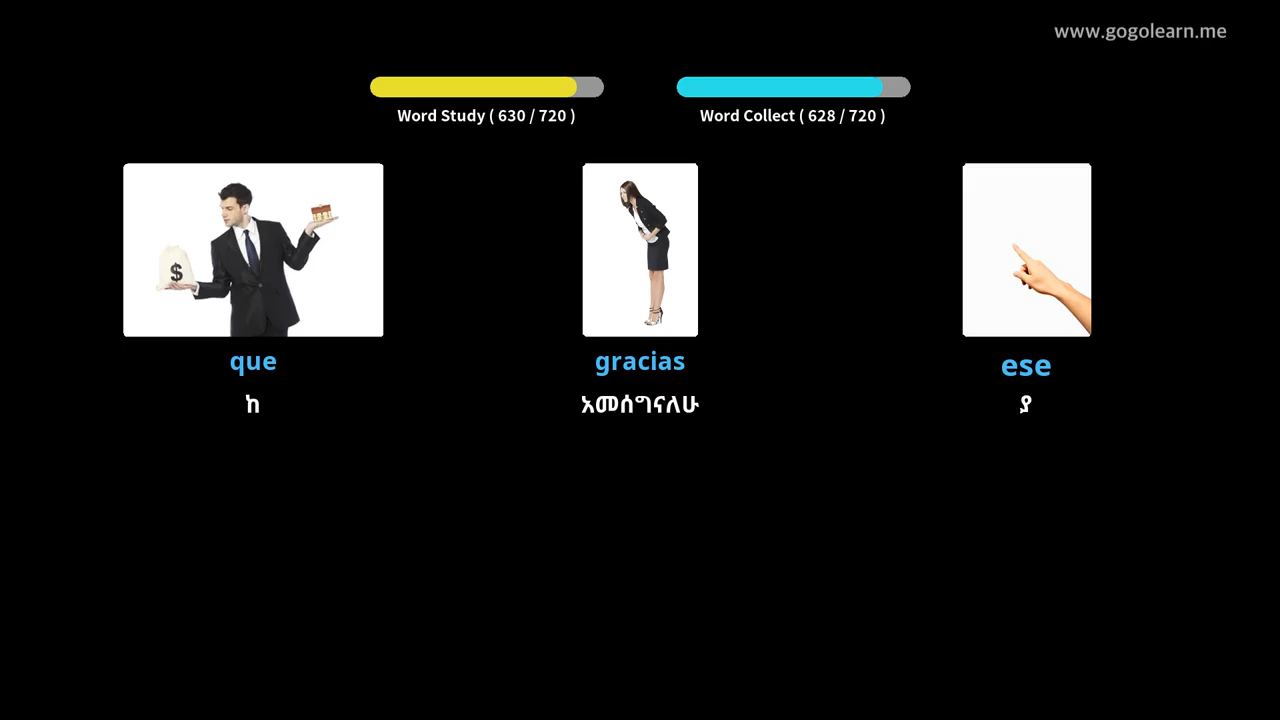 www.gogolearn.me
Word Study ( 630 / 720 )
Word Collect ( 628 / 720 )
$
que
gracias
ese
ከ
አመሰግናለሁ
ያ